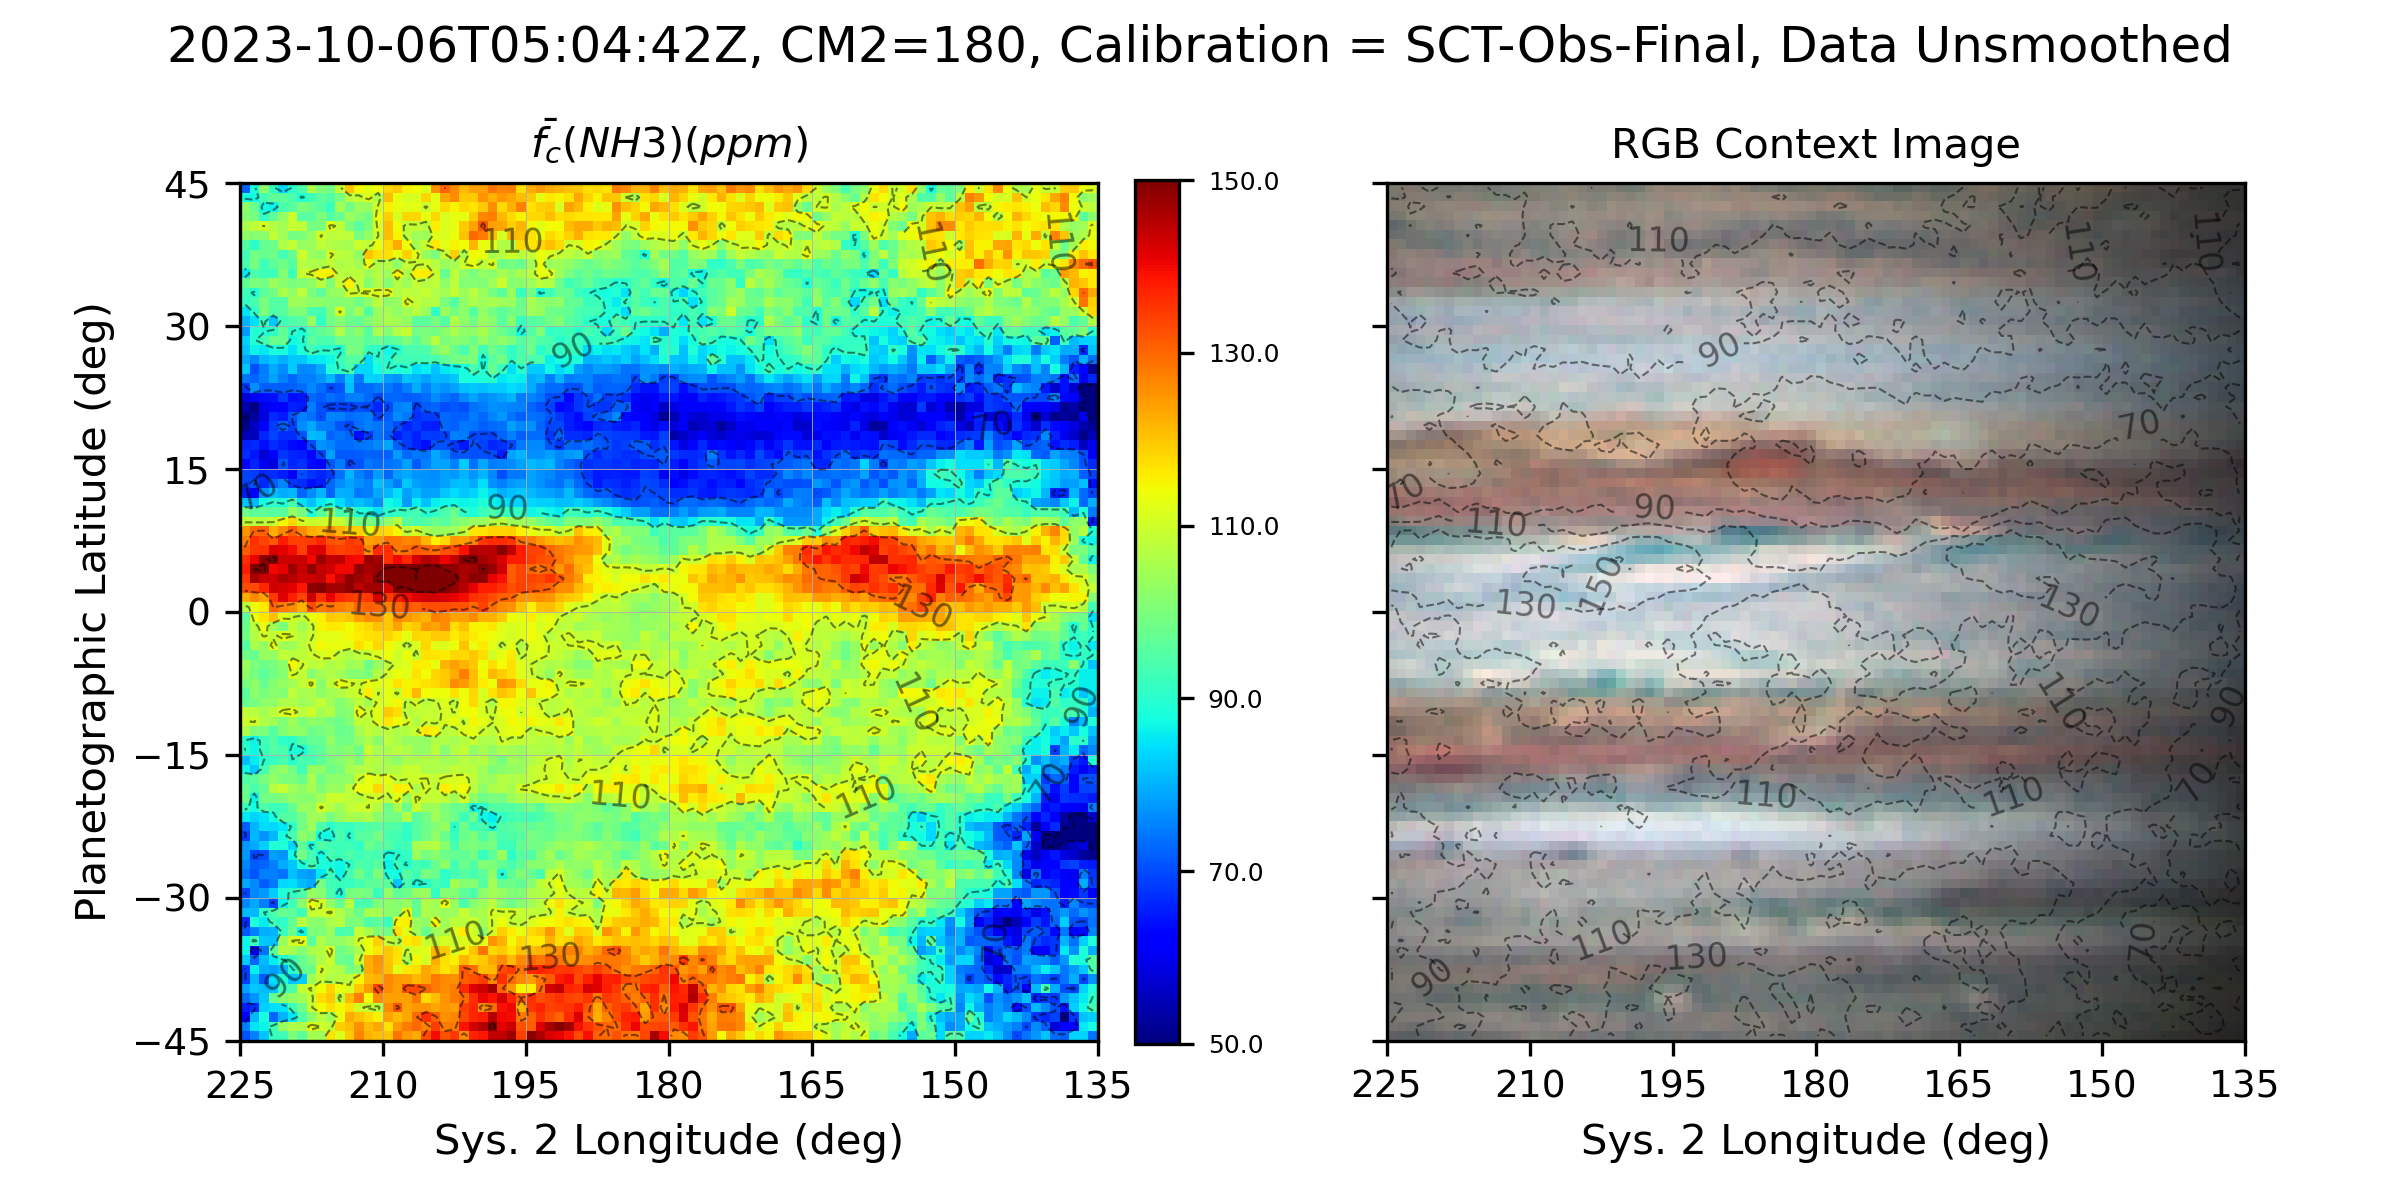 2023-10-06T05:04:42Z, CM2=180, Calibration = SCT-Obs-Final, Data Unsmoothed
f̄c(NH3)(ppm)
RGB Context Image
Planetographic Latitude (deg)
45
30
15
0
−15
−30
−45
225 210 195 180 165 150 135
Sys. 2 Longitude (deg)
110 110 110
90
70
70
110 90
130 130
110 90
110 110 70
110 130 70
90
150.0
130.0
110.0
90.0
70.0
50.0
110 110 110
90
70
70
110 90
130 150 130
110 90
110 110 70
110 130 70
90
225 210 195 180 165 150 135
Sys. 2 Longitude (deg)